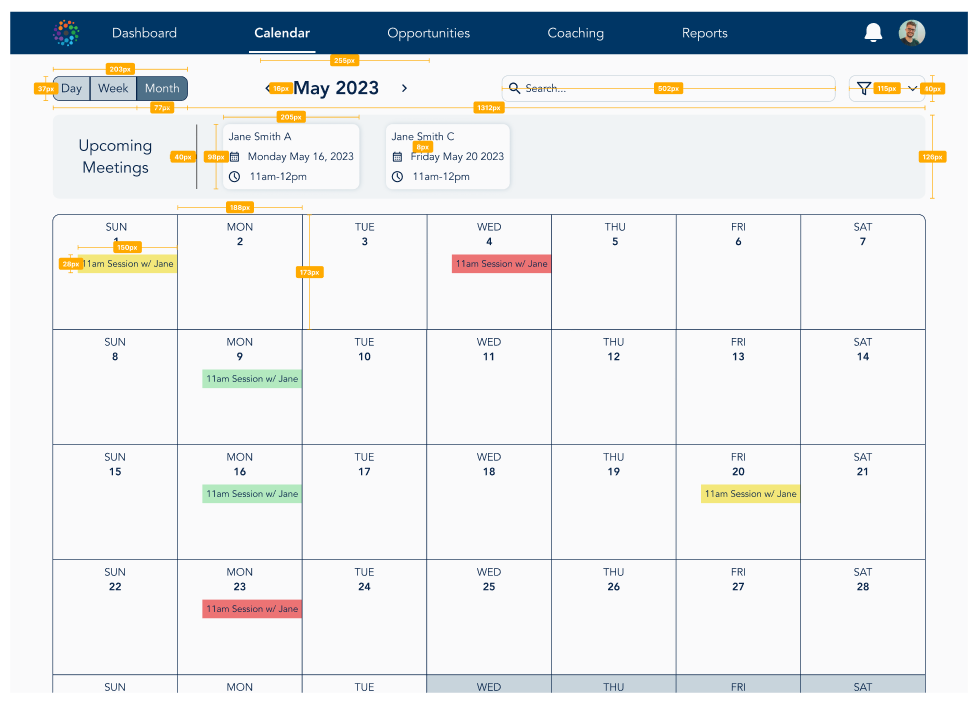 Dashboard Calendar Opportunities Coaching Reports
255px
203px
37px Day Week Month 16px May 2023 Search... 502px 115px 60px
77px 1312px
205px
Upcoming Meetings
40px 98px 126px
Jane Smith A
Monday May 16, 2023
11am-12pm
Jane Smith C
8px
Friday May 20 2023
11am-12pm
188px
SUN MON TUE WED THU FRI SAT
1 2 3 4 5 6 7
150px
28px 11am Session w/ Jane 11am Session w/ Jane
173px
SUN MON TUE WED THU FRI SAT
8 9 10 11 12 13 14
11am Session w/ Jane
SUN MON TUE WED THU FRI SAT
15 16 17 18 19 20 21
11am Session w/ Jane 11am Session w/ Jane
SUN MON TUE WED THU FRI SAT
22 23 24 25 26 27 28
11am Session w/ Jane
SUN MON TUE WED THU FRI SAT